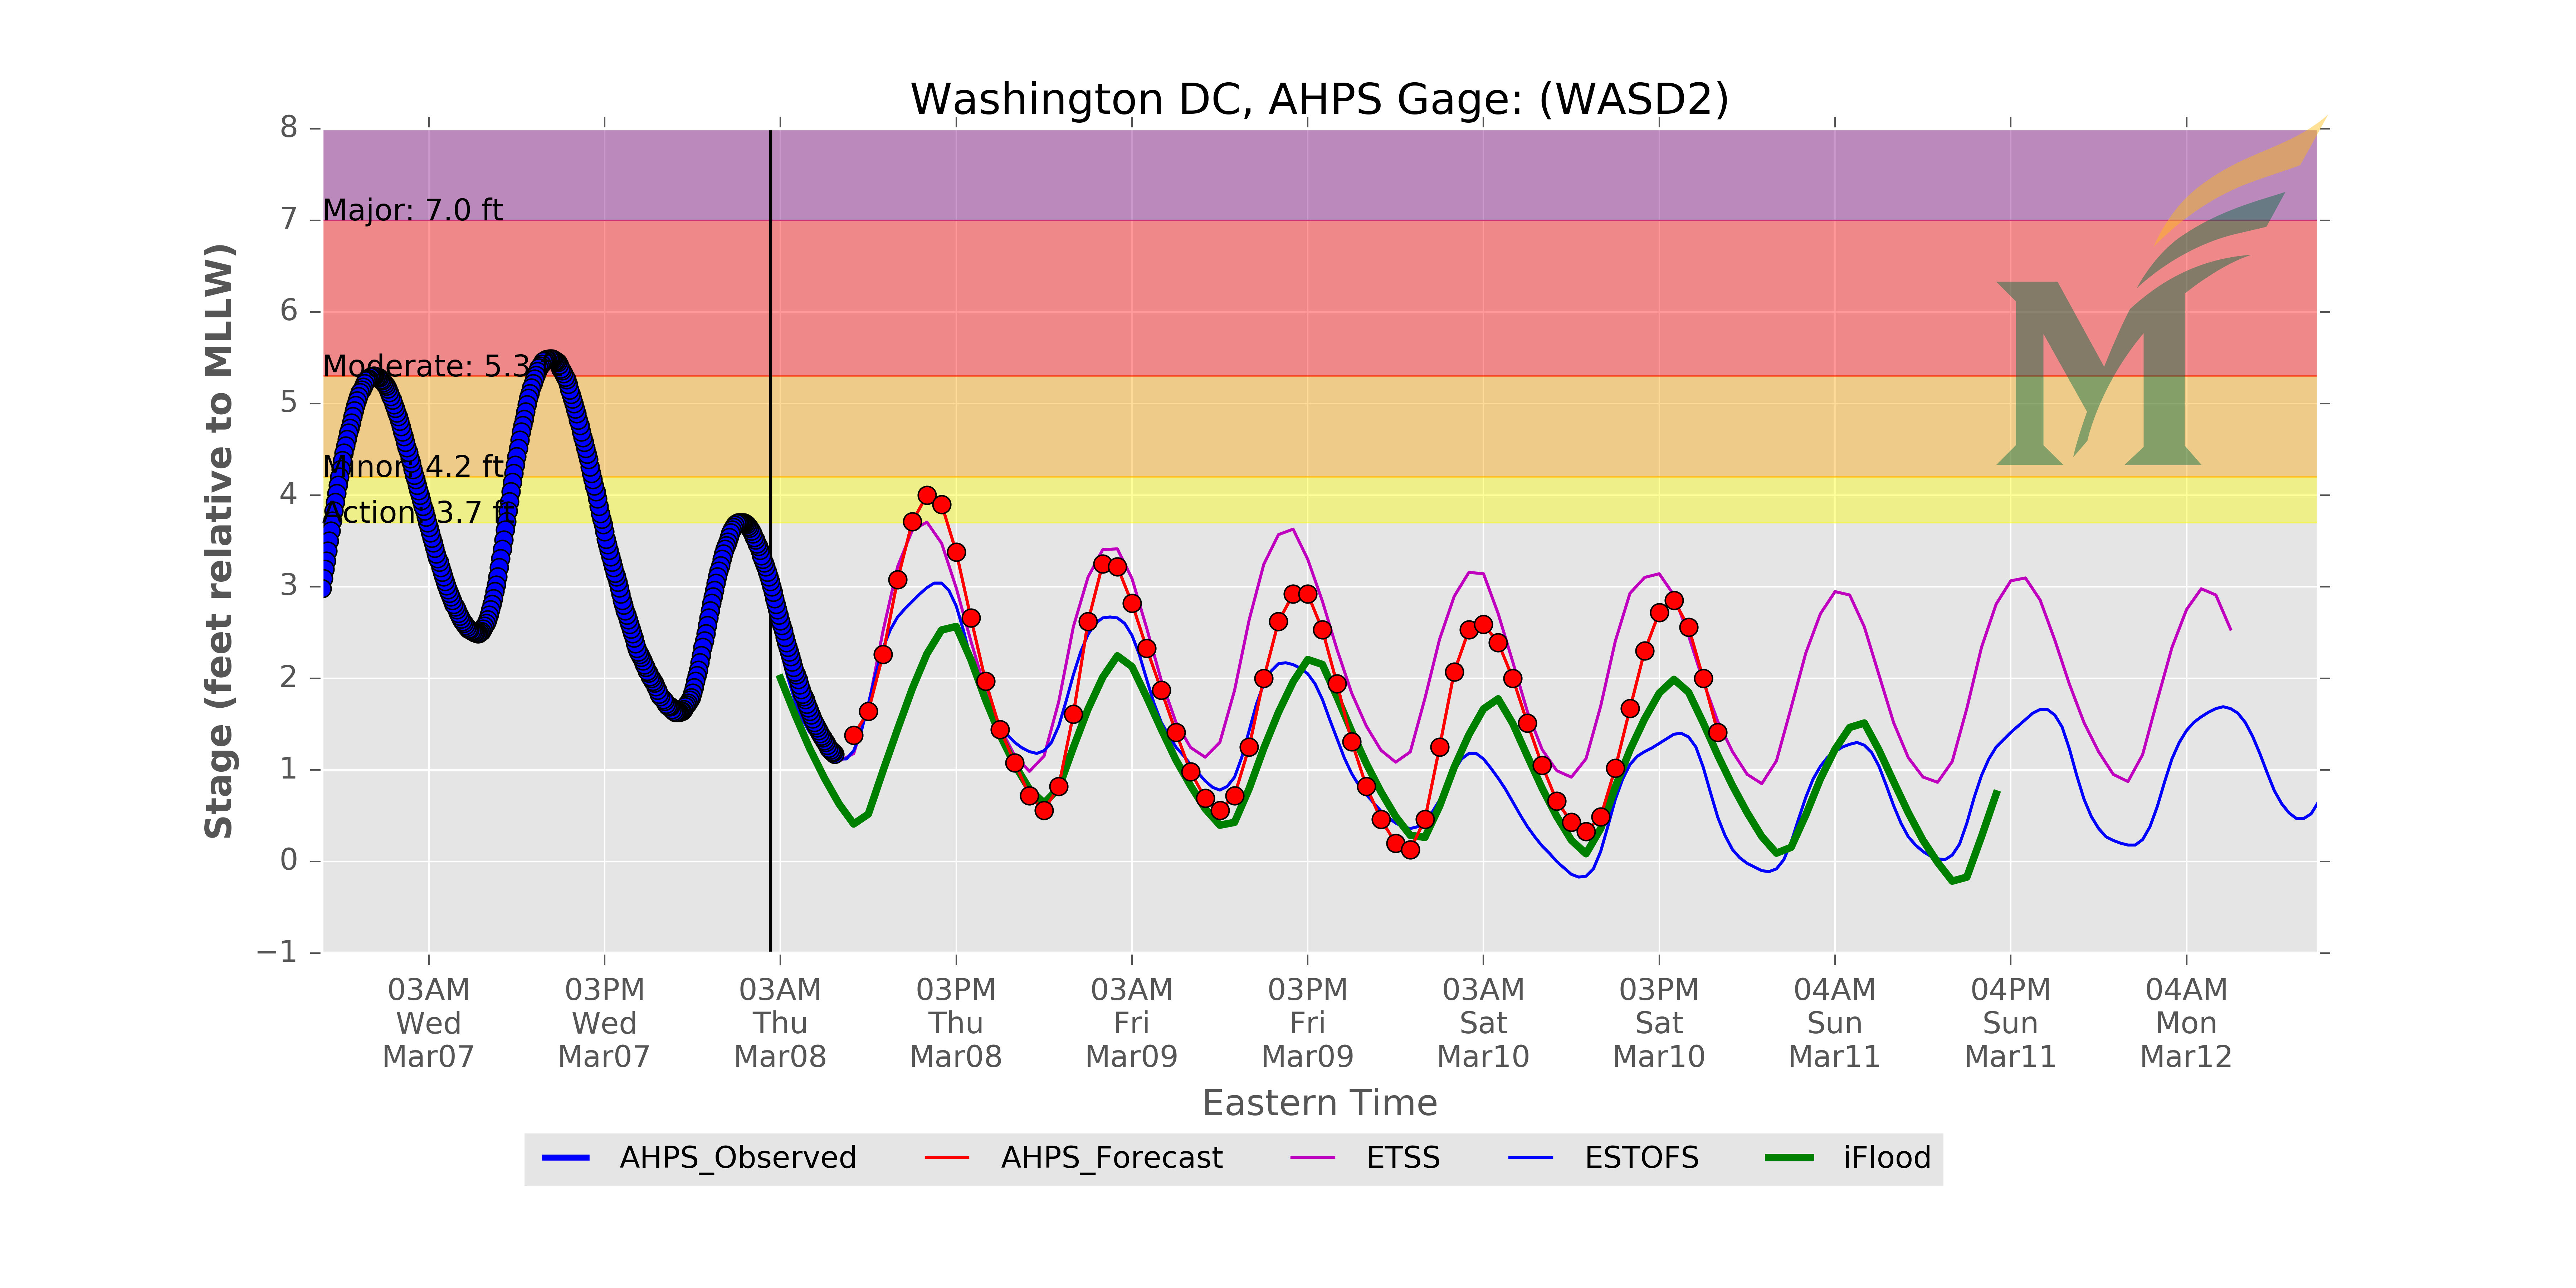 Washington DC, AHPS Gage: (WASD2)
Stage (feet relative to MLLW)
8
7
6
5
4
3
2
1
0
−1
Major: 7.0 ft
Moderate: 5.3
Minor: 4.2 ft
Action: 3.7 ft
03AM
Wed
Mar07
03PM
Wed
Mar07
03AM
Thu
Mar08
03PM
Thu
Mar08
03AM
Fri
Mar09
03PM
Fri
Mar09
03AM
Sat
Mar10
03PM
Sat
Mar10
04AM
Sun
Mar11
04PM
Sun
Mar11
04AM
Mon
Mar12
Eastern Time
AHPS_Observed AHPS_Forecast ETSS ESTOFS iFlood
M